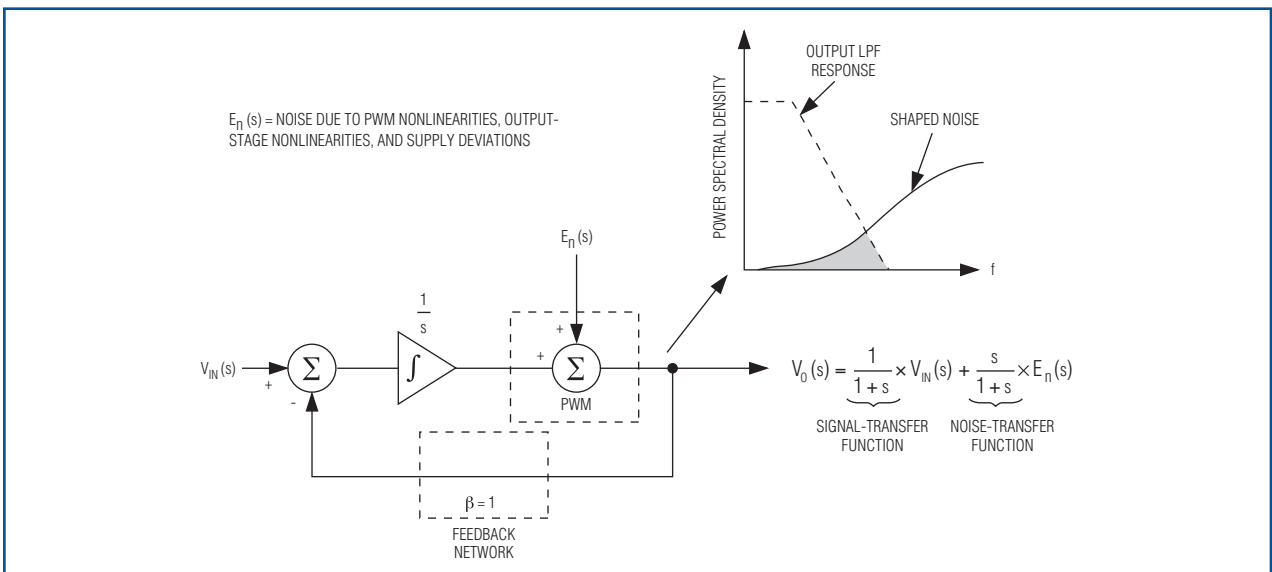 E_n (s) = NOISE DUE TO PWM NONLINEARITIES, OUTPUT-
STAGE NONLINEARITIES, AND SUPPLY DEVIATIONS
POWER SPECTRAL DENSITY
OUTPUT LPF
RESPONSE
SHAPED NOISE
f
E_n (s)
1
s
V_IN (s)
+
-
Σ
∫
+
+
Σ
PWM
β = 1
FEEDBACK
NETWORK
V_O (s) = 1/(1 + s) × V_IN (s) + s/(1 + s) × E_n (s)
SIGNAL-TRANSFER
FUNCTION
NOISE-TRANSFER
FUNCTION